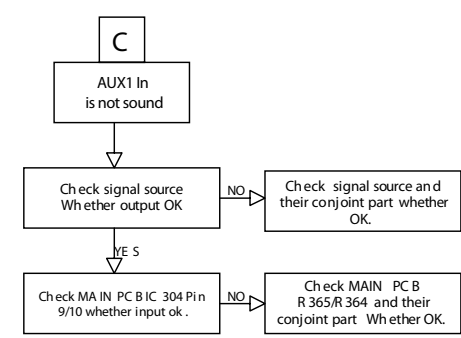 C
AUX1 In
is not sound
Check signal source
Whether output OK
NO
Check signal source and
their conjoint part whether
OK.
YES
Check MAIN PCB IC 304 Pin
9/10 whether input ok .
NO
Check MAIN PCB
R365/R364 and their
conjoint part Whether OK.